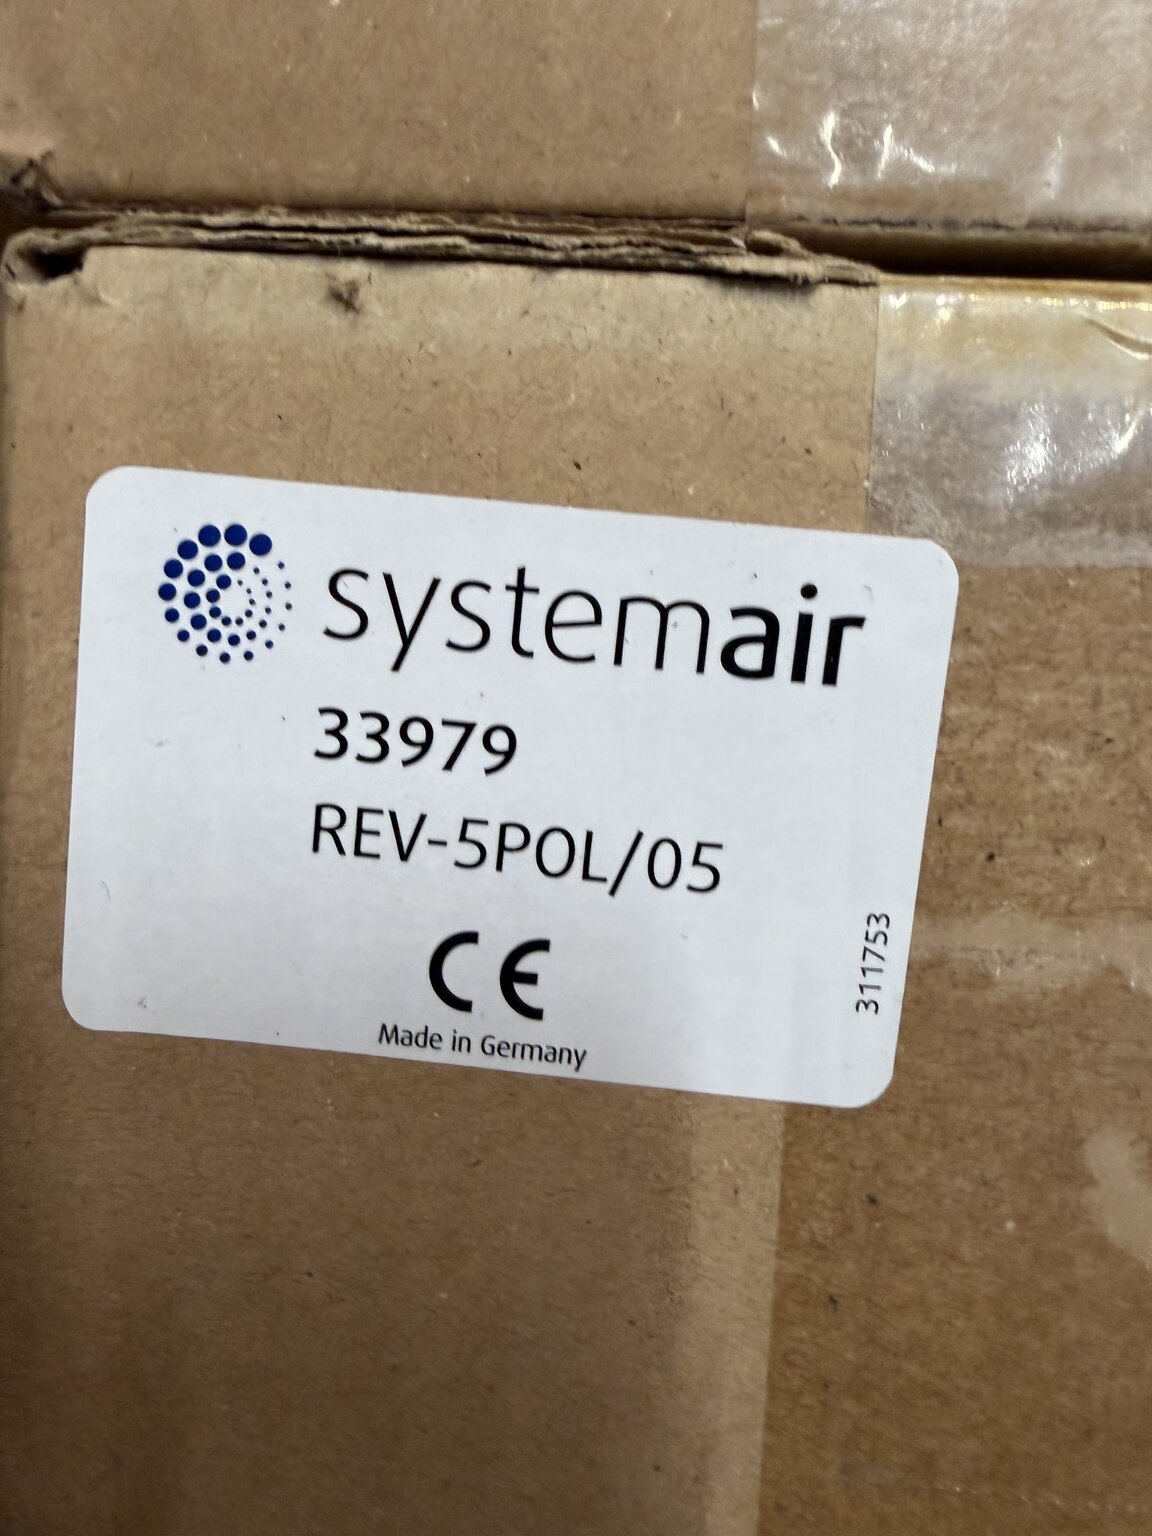 systemair
33979
REV-5POL/05
CE
Made in Germany
311753